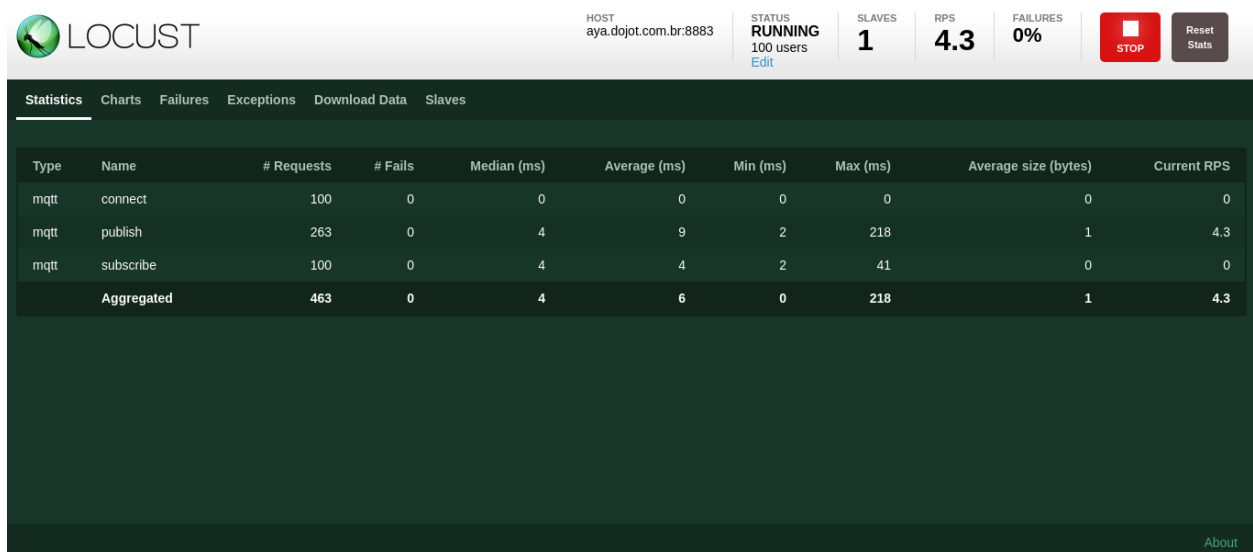 LOCUST
HOST
aya.dojot.com.br:8883
STATUS
RUNNING
100 users
Edit
SLAVES
1
RPS
4.3
FAILURES
0%
STOP
Reset
Stats
Statistics Charts Failures Exceptions Download Data Slaves
Type Name # Requests # Fails Median (ms) Average (ms) Min (ms) Max (ms) Average size (bytes) Current RPS
mqtt connect 100 0 0 0 0 0 0 0
mqtt publish 263 0 4 9 2 218 1 4.3
mqtt subscribe 100 0 4 4 2 41 0 0
Aggregated 463 0 4 6 0 218 1 4.3
About